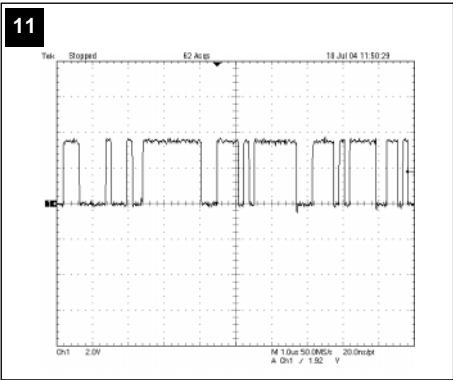 11
Tek Stopped 62 Acqs 18 Jul 04 11:50:29
Ch1 2.0V M 1.0us 50.0MS/s 20.0ns/pt
A Ch1 / 1.92 V